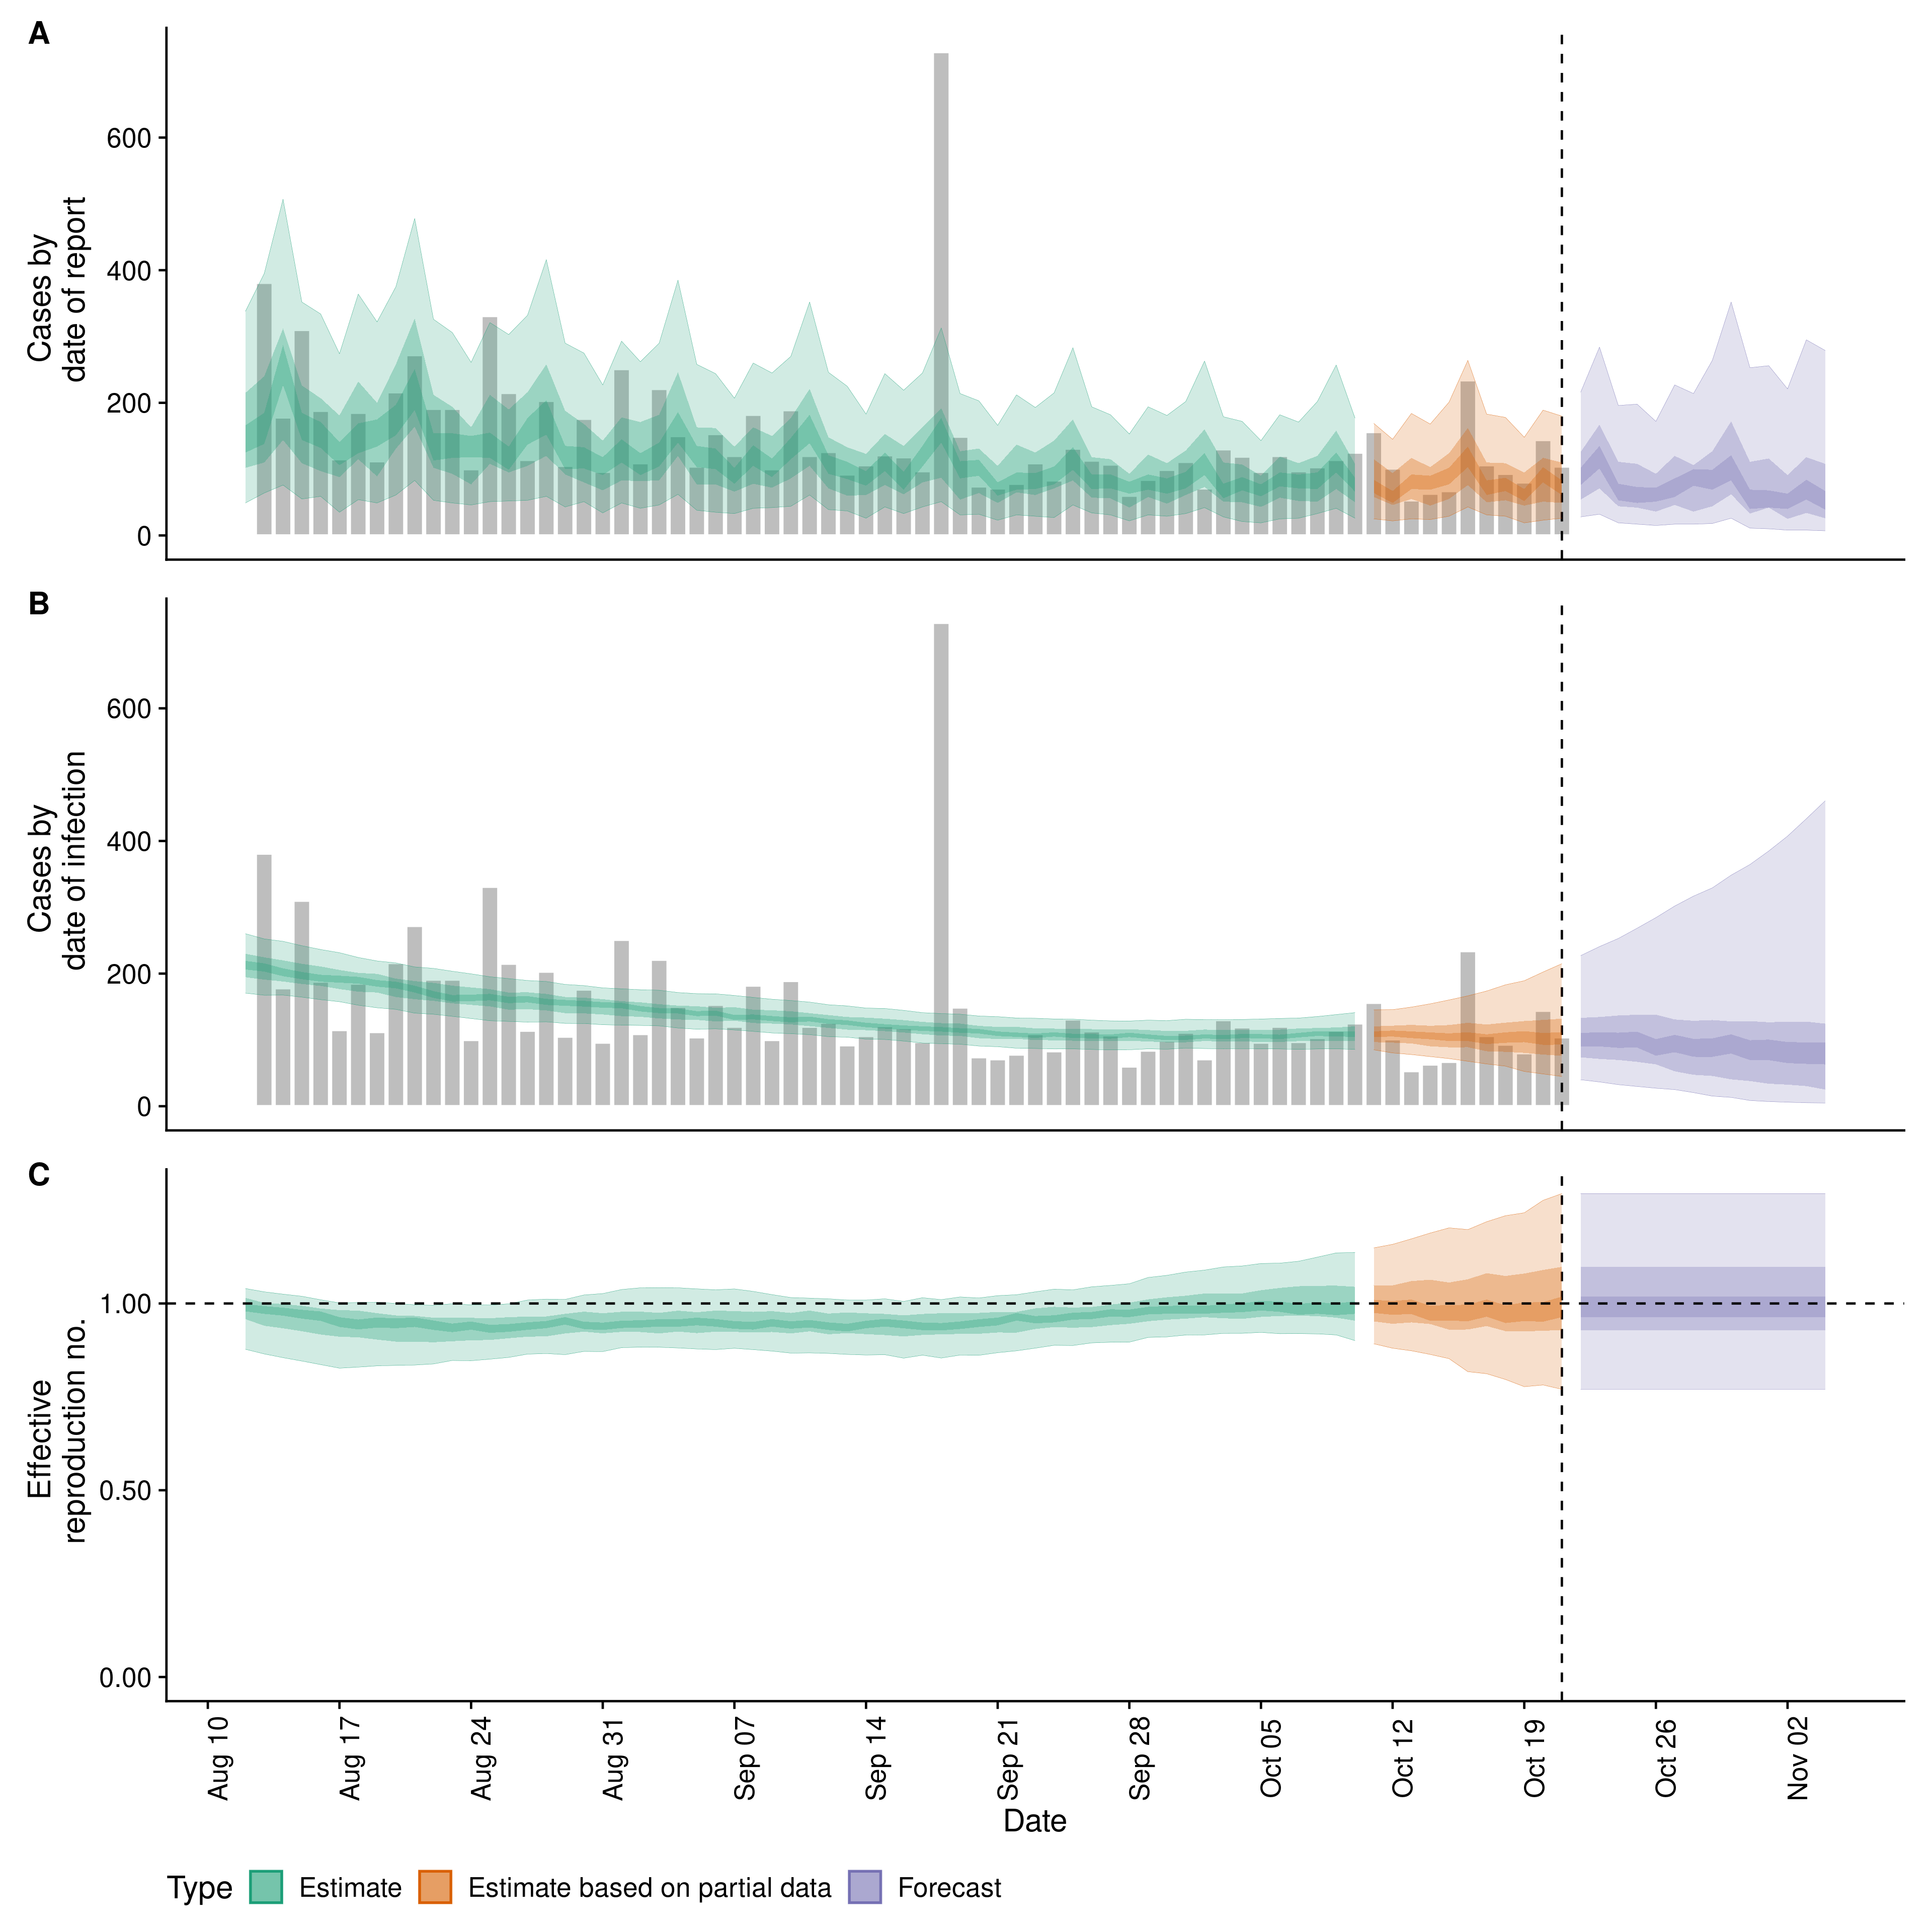 A
Cases by
date of report
600
400
200
0
B
Cases by
date of infection
600
400
200
0
C
Effective
reproduction no.
1.00
0.50
0.00
Aug 10
Aug 17
Aug 24
Aug 31
Sep 07
Sep 14
Sep 21
Sep 28
Oct 05
Oct 12
Oct 19
Oct 26
Nov 02
Date
Type Estimate Estimate based on partial data Forecast